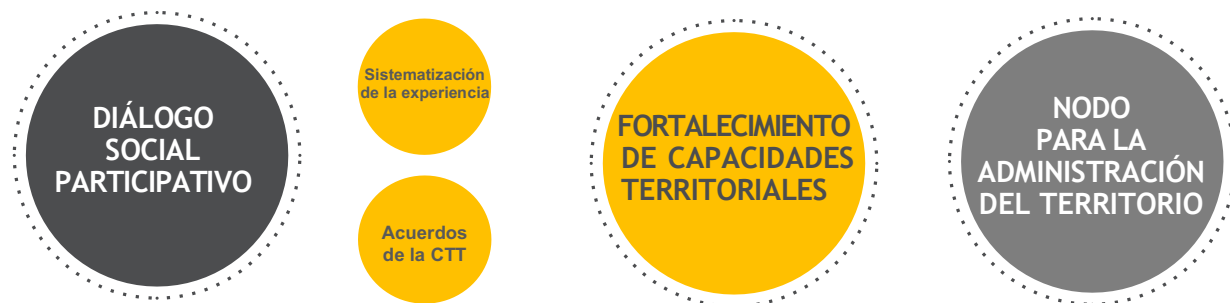 DIÁLOGO
SOCIAL
PARTICIPATIVO
Sistematización
de la experiencia
Acuerdos
de la CTT
FORTALECIMIENTO
DE CAPACIDADES
TERRITORIALES
NODO
PARA LA
ADMINISTRACIÓN
DEL TERRITORIO